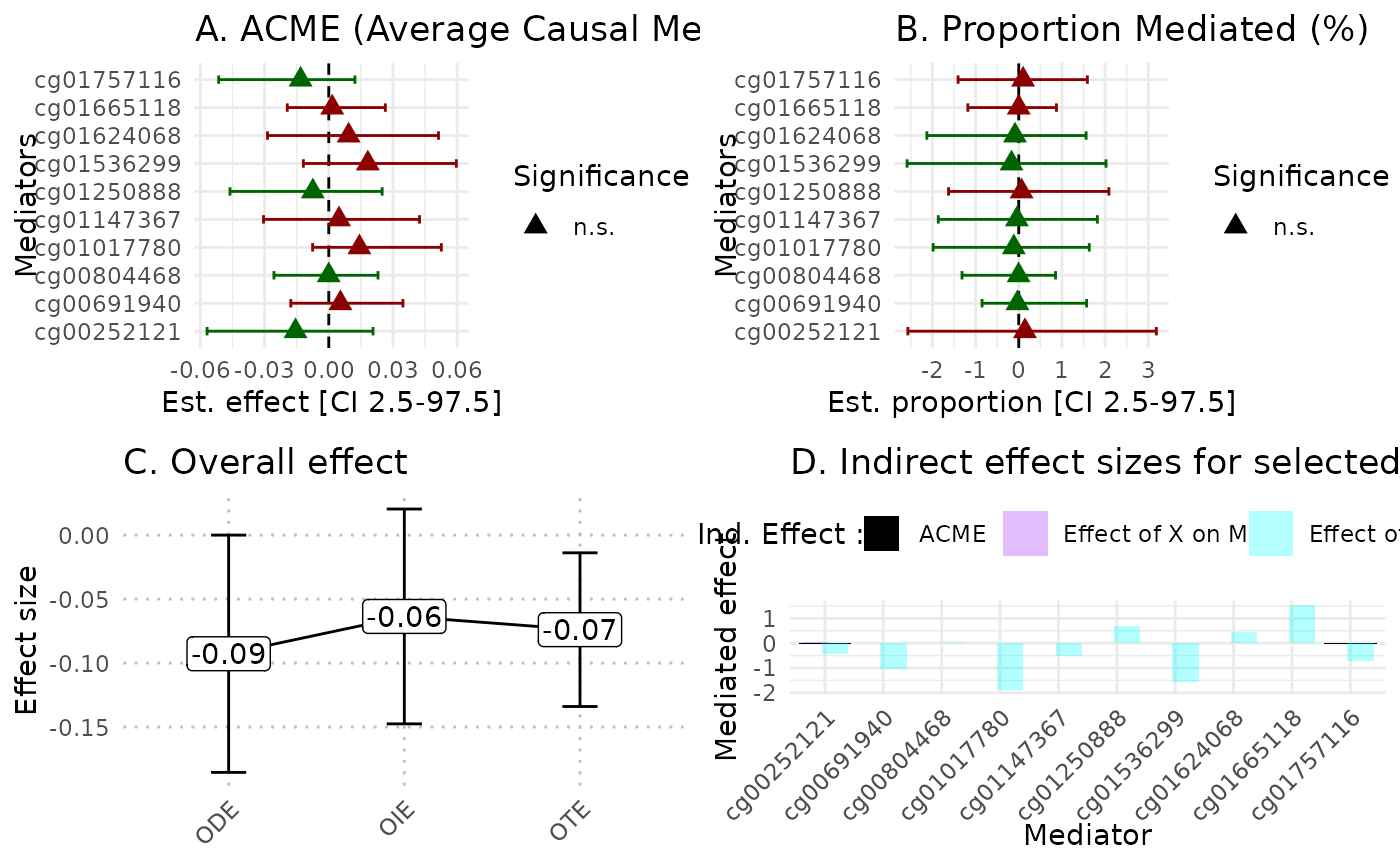 A. ACME (Average Causal Me
Mediators
cg01757116
cg01665118
cg01624068
cg01536299
cg01250888
cg01147367
cg01017780
cg00804468
cg00691940
cg00252121
-0.06 -0.03 0.00 0.03 0.06
Est. effect [CI 2.5-97.5]
Significance
n.s.
B. Proportion Mediated (%)
Mediators
cg01757116
cg01665118
cg01624068
cg01536299
cg01250888
cg01147367
cg01017780
cg00804468
cg00691940
cg00252121
-2 -1 0 1 2 3
Est. proportion [CI 2.5-97.5]
Significance
n.s.
C. Overall effect
Effect size
0.00
-0.05
-0.10
-0.15
-0.09
-0.06
-0.07
ODE
OIE
OTE
D. Indirect effect sizes for selected
Ind. Effect : ACME Effect of X on M Effect of
Mediated effect
1
0
-1
-2
cg00252121
cg00691940
cg00804468
cg01017780
cg01147367
cg01250888
cg01536299
cg01624068
cg01665118
cg01757116
Mediator